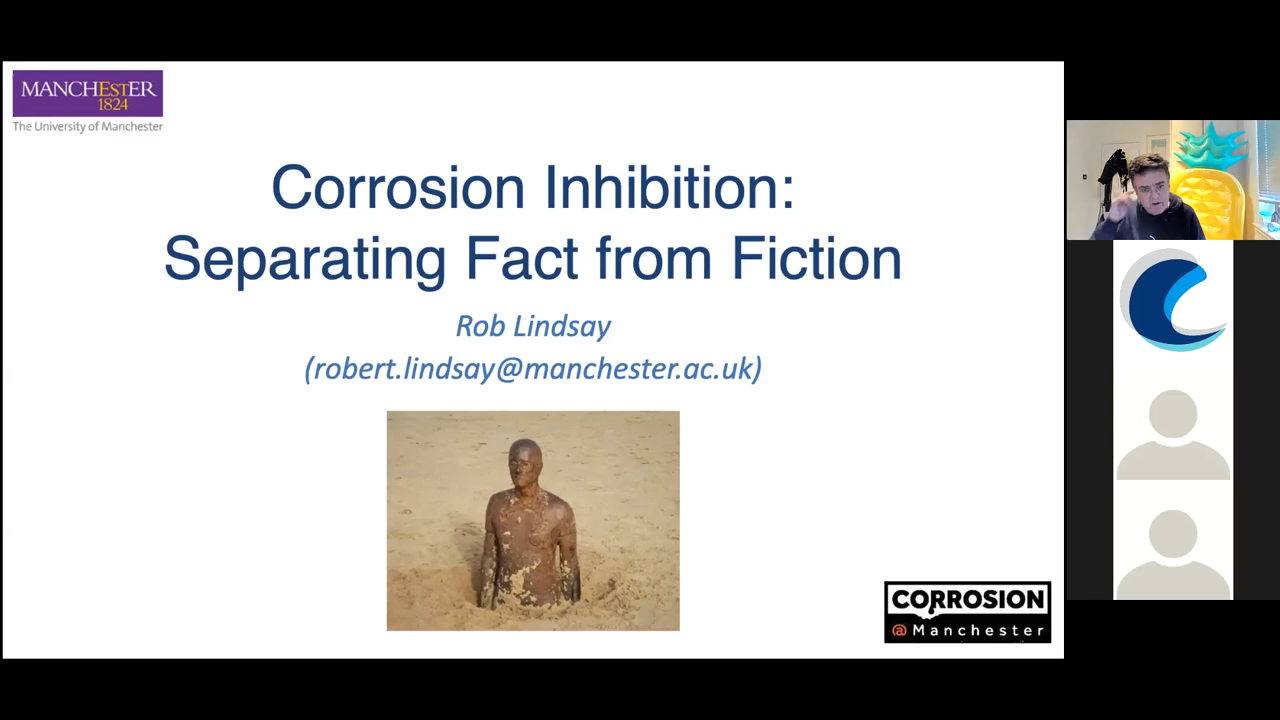 MANCHESTER
1824
The University of Manchester
Corrosion Inhibition:
Separating Fact from Fiction
Rob Lindsay
(robert.lindsay@manchester.ac.uk)
CORROSION
@Manchester